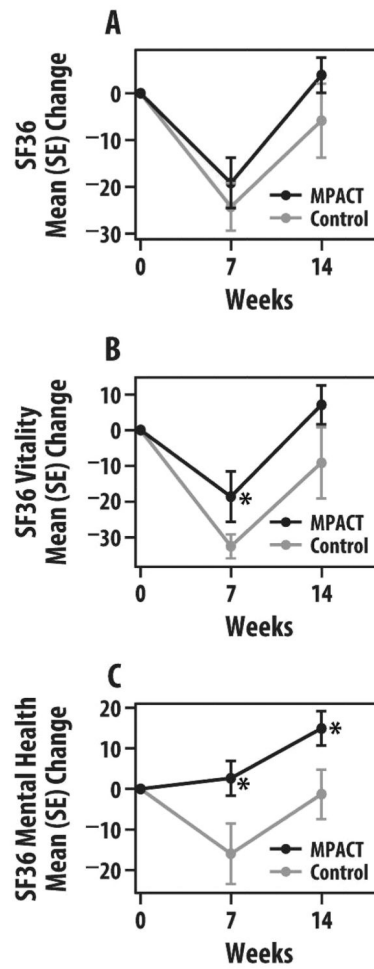 A
SF36
Mean (SE) Change
0
−10
−20
−30
MPACT
Control
0 7 14
Weeks
B
SF36 Vitality
Mean (SE) Change
10
0
−10
−20
−30
*
MPACT
Control
0 7 14
Weeks
C
SF36 Mental Health
Mean (SE) Change
20
10
0
−10
−20
*
*
MPACT
Control
0 7 14
Weeks